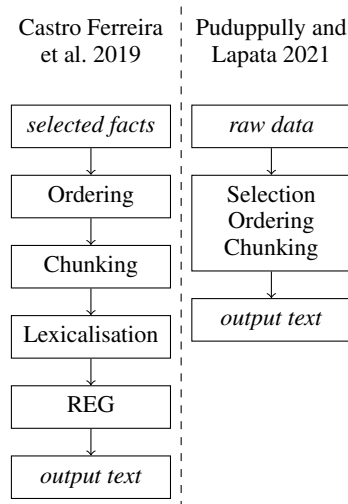 Castro Ferreira
et al. 2019
selected facts
Ordering
Chunking
Lexicalisation
REG
output text
Puduppully and
Lapata 2021
raw data
Selection
Ordering
Chunking
output text